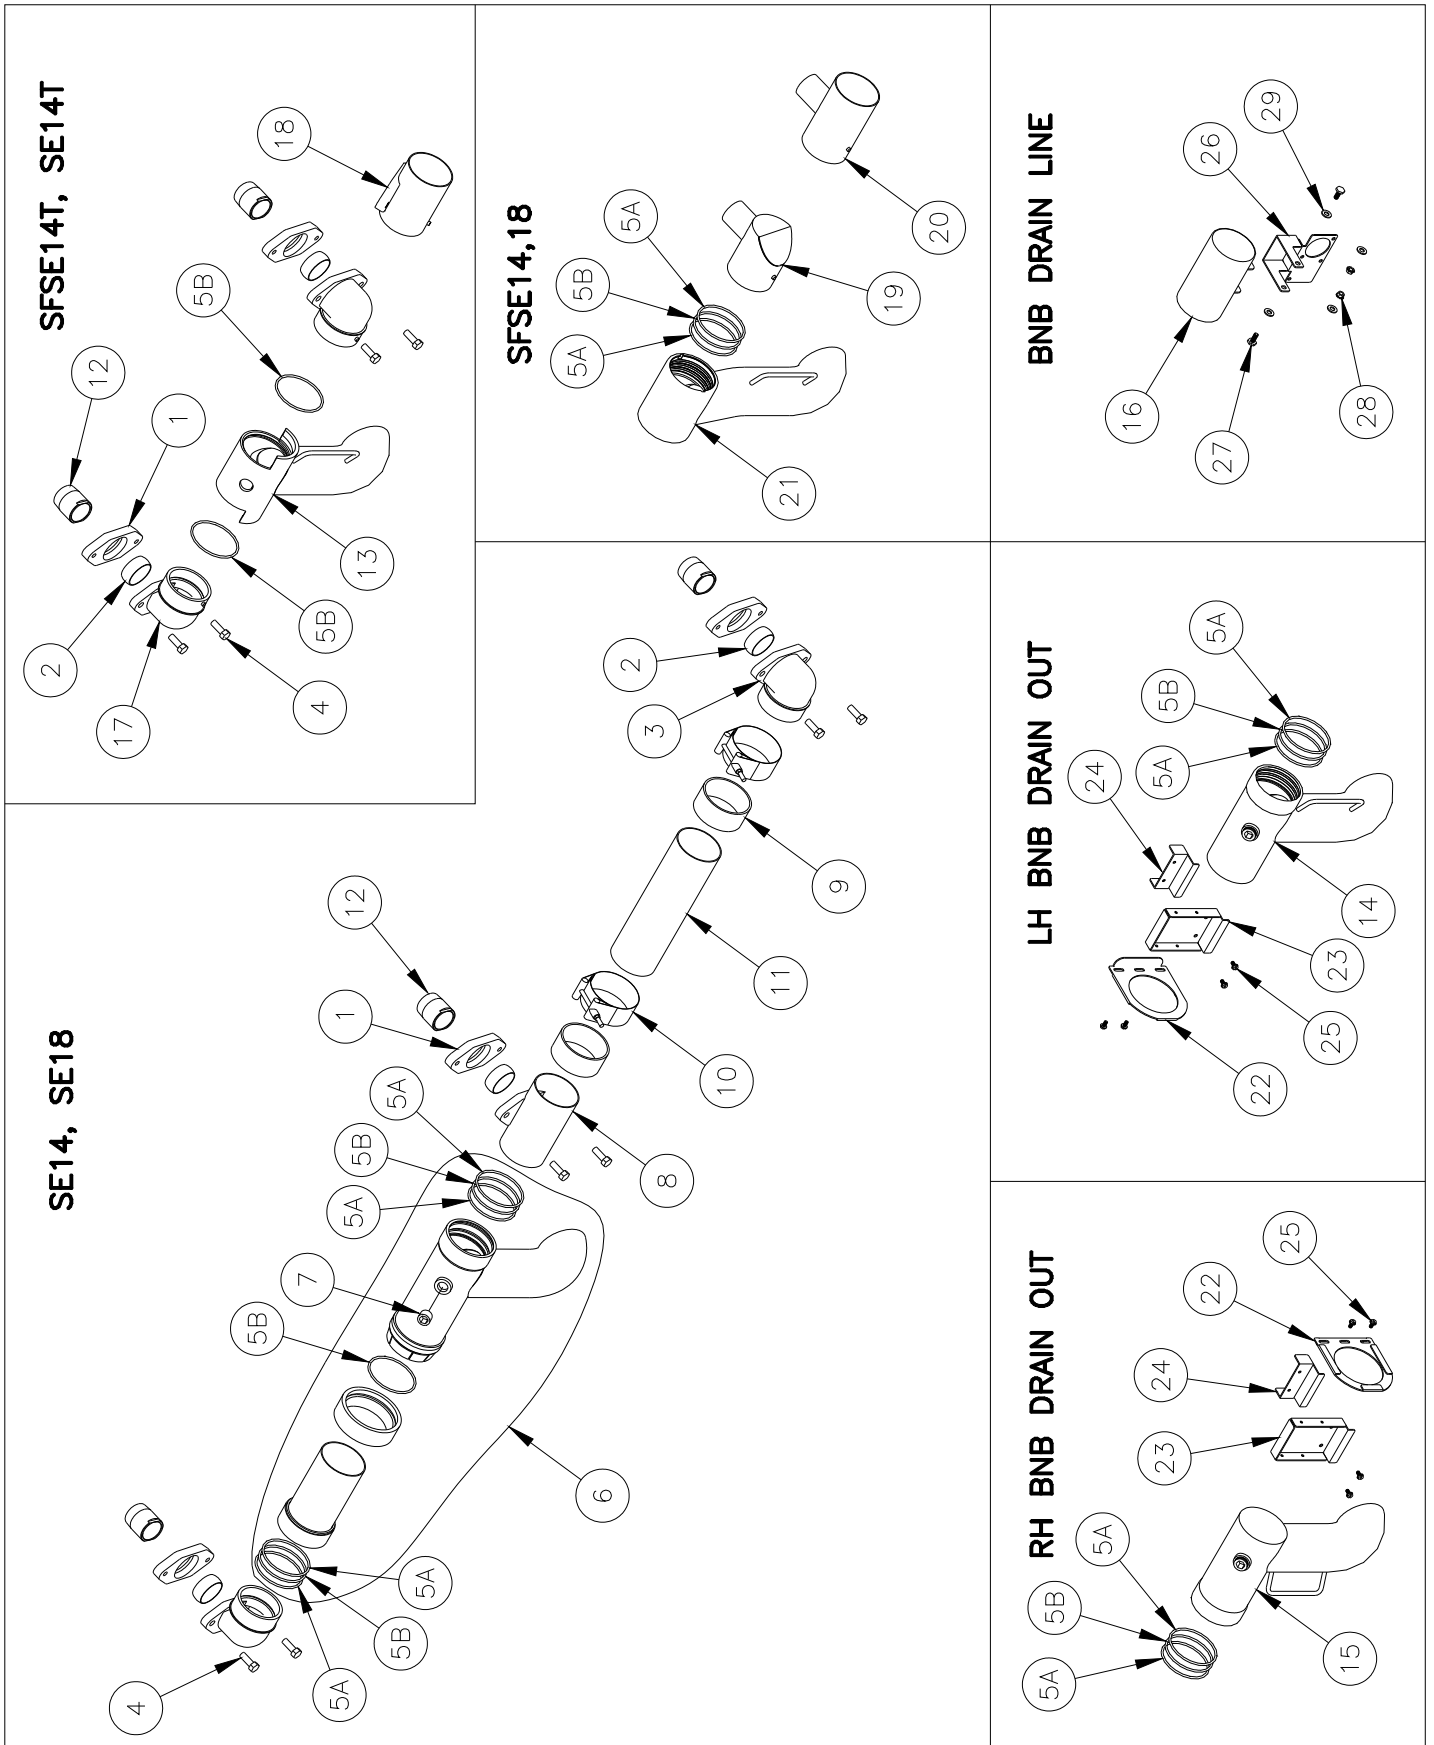 SFSE14T, SE14T
18
12
5B
1
2
13
5B
17
4
SFSE14,18
5A
5B
5A
20
19
21
BNB DRAIN LINE
29
26
16
27
28
SE14, SE18
2
3
12
9
1
11
5A
10
5B
5A
8
7
5B
6
5A
5B
4
5A
LH BNB DRAIN OUT
5A
5B
5A
24
14
23
25
22
RH BNB DRAIN OUT
25
22
24
23
5A
5B
5A
15